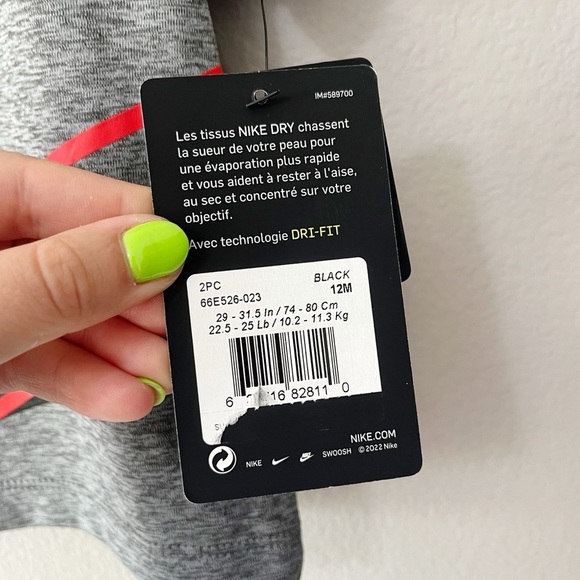 IM#589700
Les tissus NIKE DRY chassent
la sueur de votre peau pour
une évaporation plus rapide
et vous aident à rester à l'aise,
au sec et concentré sur votre
objectif.
Avec technologie DRI-FIT
2PC BLACK
66E526-023 12M
29 - 31.5 In / 74 - 80 Cm
22.5 - 25 Lb / 10.2 - 11.3 Kg
6 16 82811 0
NIKE.COM
NIKE SWOOSH © 2022 Nike